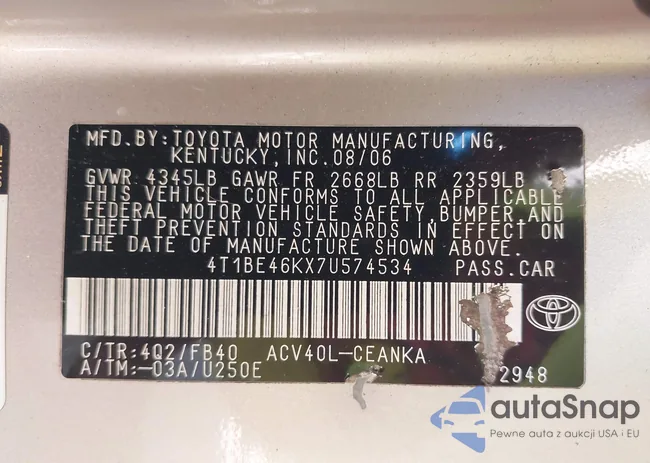 MFD.BY:TOYOTA MOTOR MANUFACTURING,
KENTUCKY,INC.08/06
GVWR 4345LB GAWR FR 2668LB RR 2359LB
THIS VEHICLE CONFORMS TO ALL APPLICABLE
FEDERAL MOTOR VEHICLE SAFETY,BUMPER,AND
THEFT PREVENTION STANDARDS IN EFFECT ON
THE DATE OF MANUFACTURE SHOWN ABOVE.
4T1BE46KX7U574534 PASS.CAR
C/TR:4Q2/FB40 ACV40L-CEANKA
A/TM:-03A/U250E 2948
autaSnap
Pewne auta z aukcji USA i EU